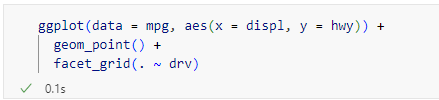 ggplot(data = mpg, aes(x = displ, y = hwy)) +
  geom_point() +
  facet_grid(. ~ drv)
0.1s